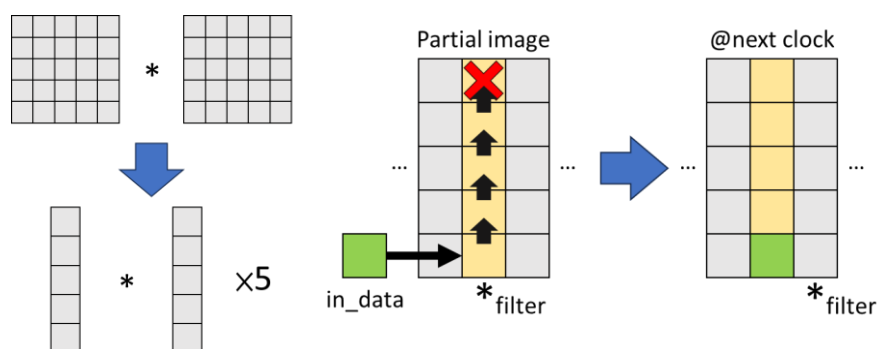 *
*
×5
Partial image
...
...
in_data
*filter
@next clock
...
...
*filter